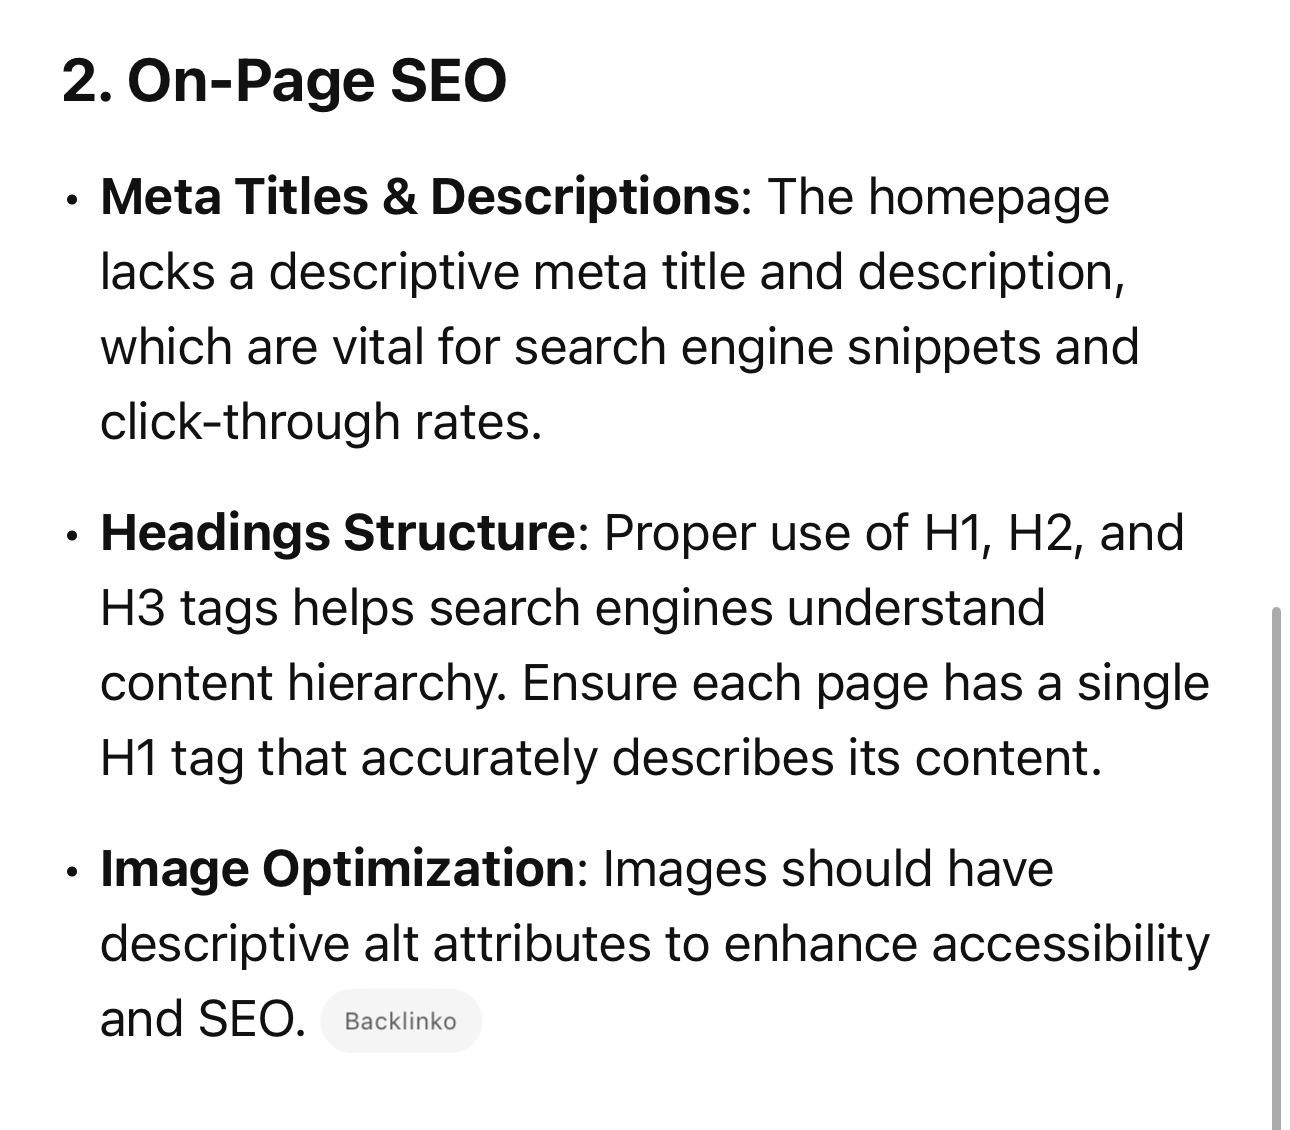 2. On-Page SEO
• Meta Titles & Descriptions: The homepage
lacks a descriptive meta title and description,
which are vital for search engine snippets and
click-through rates.
• Headings Structure: Proper use of H1, H2, and
H3 tags helps search engines understand
content hierarchy. Ensure each page has a single
H1 tag that accurately describes its content.
• Image Optimization: Images should have
descriptive alt attributes to enhance accessibility
and SEO. Backlinko